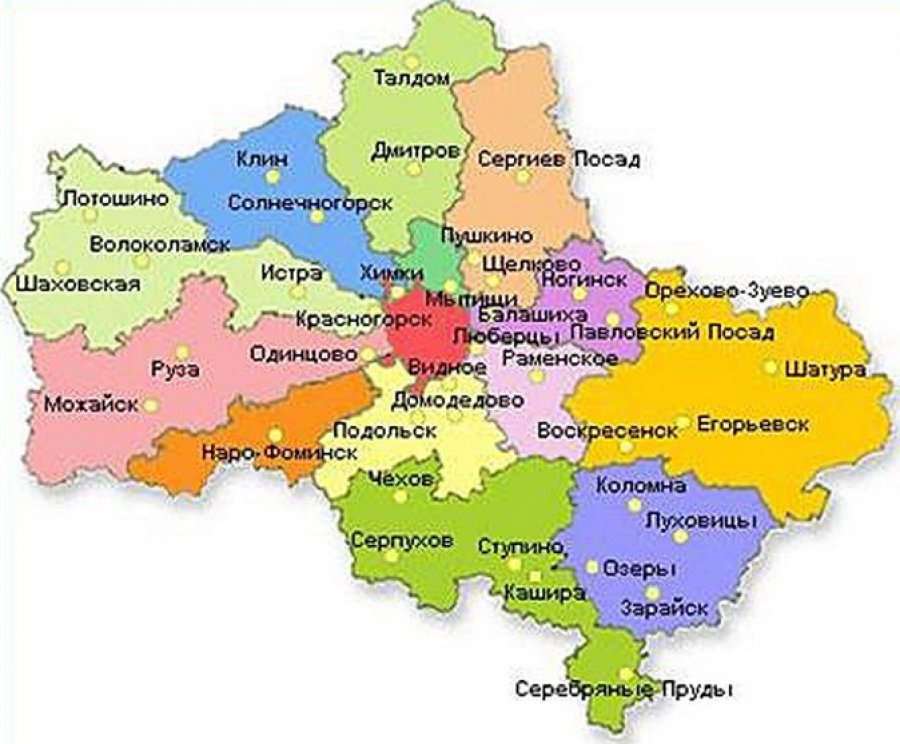 Талдом
Дмитров
Сергиев Посад
Клин
Солнечногорск
Лотошино
Волоколамск
Шаховская
Истра
Химки
Пушкино
Щелково
Мытищи
Ногинск
Орехово-Зуево
Красногорск
Балашиха
Люберцы
Павловский Посад
Одинцово
Руза
Видное
Раменское
Шатура
Можайск
Домодедово
Подольск
Воскресенск
Егорьевск
Наро-Фоминск
Чехов
Коломна
Луховицы
Серпухов
Ступино
Озеры
Кашира
Зарайск
Серебряные Пруды